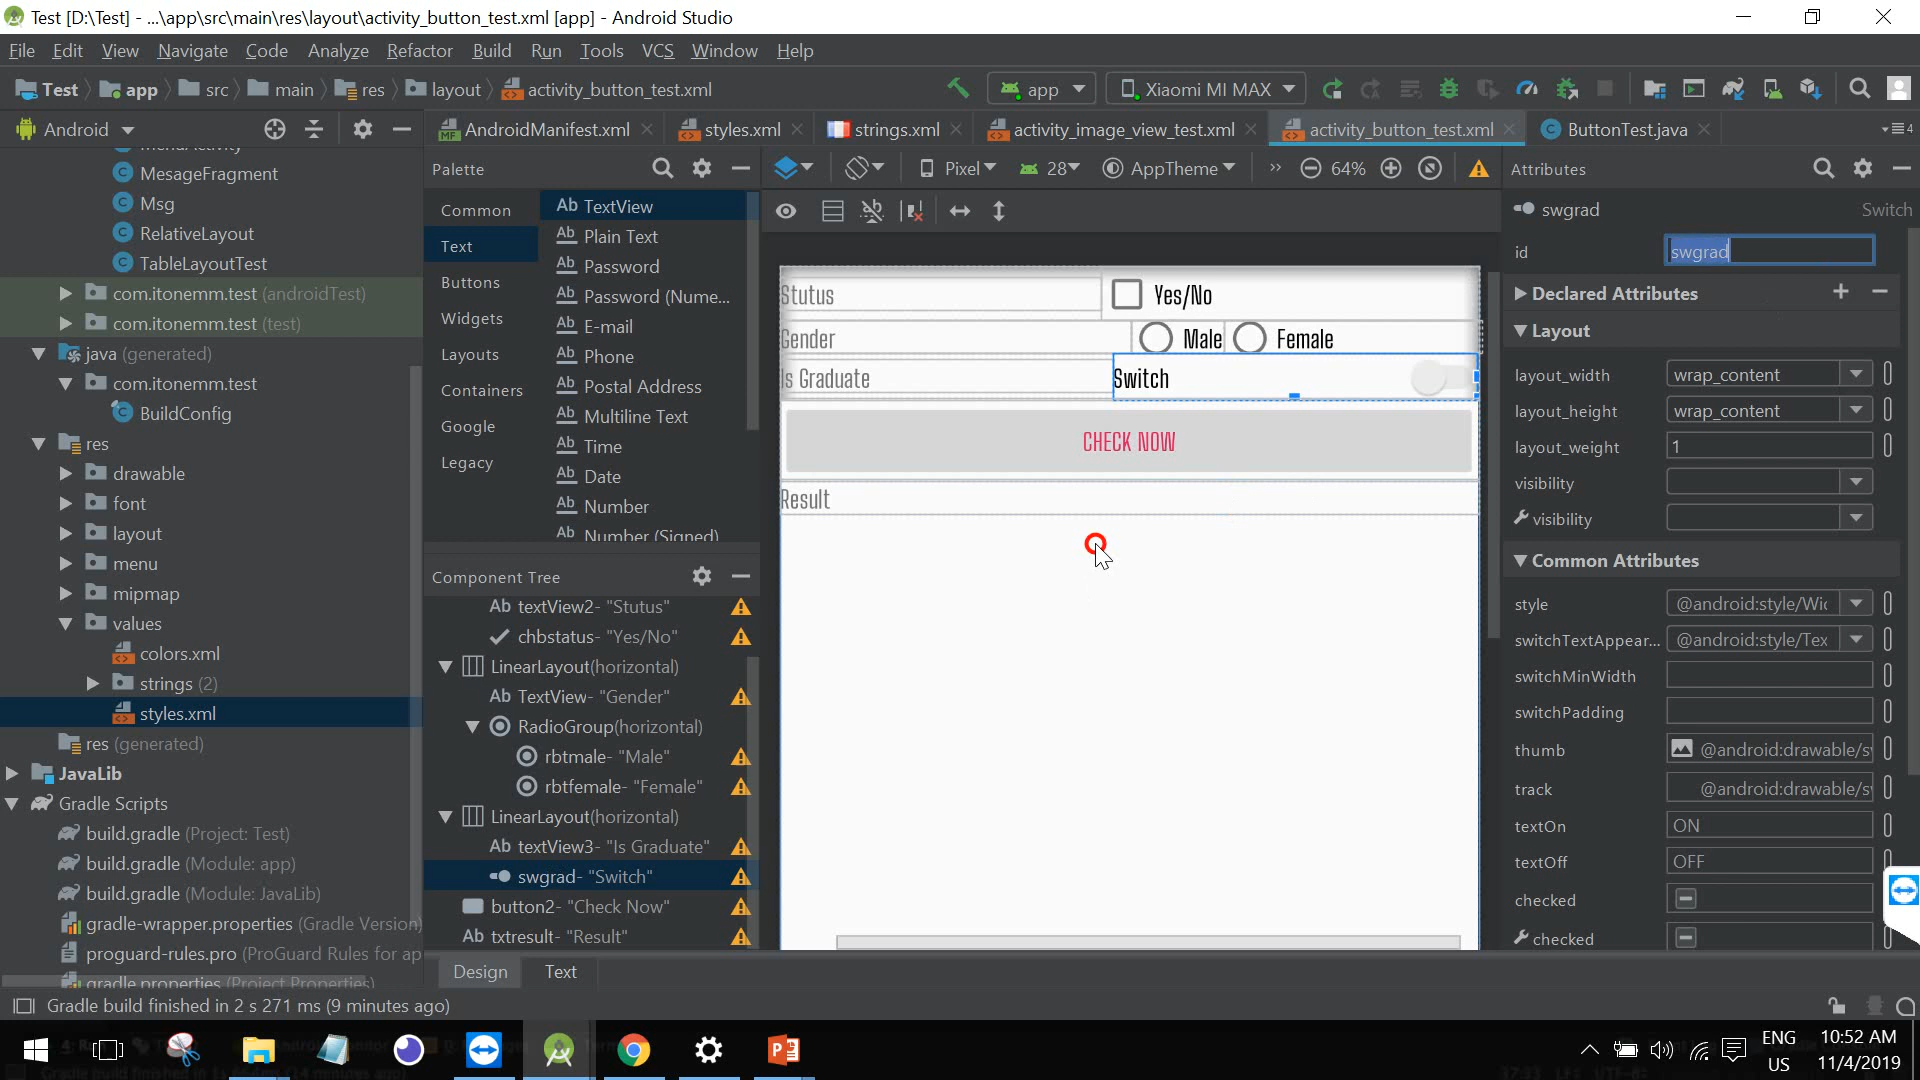 Test [D:\Test] - ...\app\src\main\res\layout\activity_button_test.xml [app] - Android Studio
File Edit View Navigate Code Analyze Refactor Build Run Tools VCS Window Help
Test app src main res layout activity_button_test.xml app Xiaomi MI MAX
Android
AndroidManifest.xml styles.xml strings.xml activity_image_view_test.xml activity_button_test.xml ButtonTest.java 4
MesageFragment
Msg
RelativeLayout
TableLayoutTest
com.itonemm.test (androidTest)
com.itonemm.test (test)
java (generated)
com.itonemm.test
BuildConfig
res
drawable
font
layout
menu
mipmap
values
colors.xml
strings (2)
styles.xml
res (generated)
JavaLib
Gradle Scripts
build.gradle (Project: Test)
build.gradle (Module: app)
build.gradle (Module: JavaLib)
gradle-wrapper.properties (Gradle Version)
proguard-rules.pro (ProGuard Rules for ap
gradle.properties (Project Properties)
Palette
Common
Text
Buttons
Widgets
Layouts
Containers
Google
Legacy
Ab TextView
Ab Plain Text
Ab Password
Ab Password (Nume...
Ab E-mail
Ab Phone
Ab Postal Address
Ab Multiline Text
Ab Time
Ab Date
Ab Number
Ab Number (Signed)
Component Tree
Ab textView2- "Stutus"
chbstatus- "Yes/No"
LinearLayout(horizontal)
Ab TextView- "Gender"
RadioGroup(horizontal)
rbtmale- "Male"
rbtfemale- "Female"
LinearLayout(horizontal)
Ab textView3- "Is Graduate"
swgrad- "Switch"
button2- "Check Now"
Ab txtresult- "Result"
Pixel 28 AppTheme 64%
Stutus Yes/No
Gender Male Female
Is Graduate Switch
CHECK NOW
Result
Design Text
Attributes
swgrad Switch
id swgrad
Declared Attributes
Layout
layout_width wrap_content
layout_height wrap_content
layout_weight 1
visibility
visibility
Common Attributes
style @android:style/Wic
switchTextAppear... @android:style/Tex
switchMinWidth
switchPadding
thumb @android:drawable/s
track @android:drawable/s
textOn ON
textOff OFF
checked
checked
Gradle build finished in 2 s 271 ms (9 minutes ago)
ENG
US
10:52 AM
11/4/2019